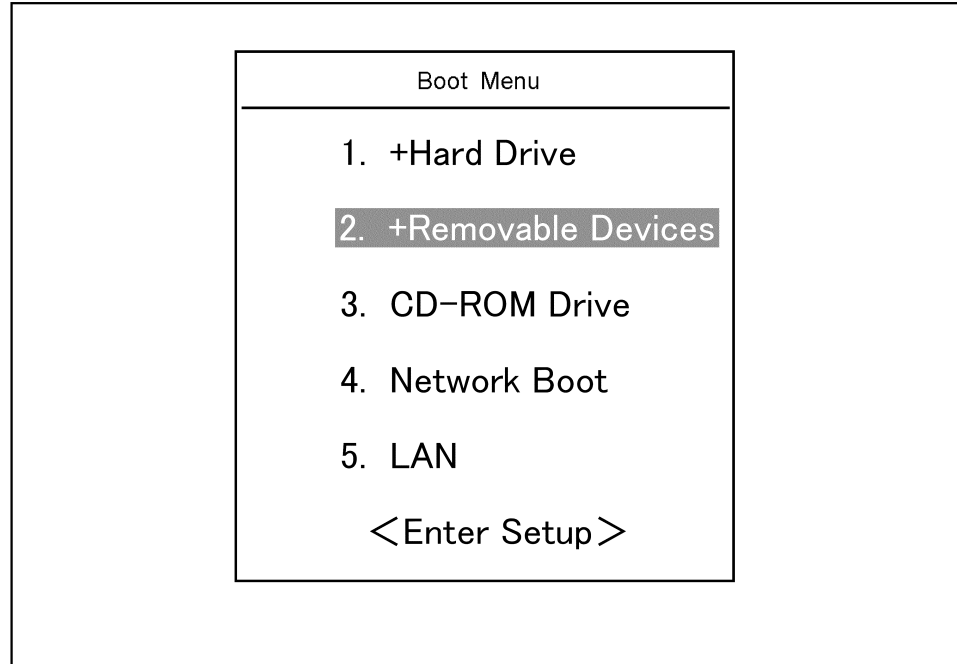 Boot Menu
1. +Hard Drive
2. +Removable Devices
3. CD-ROM Drive
4. Network Boot
5. LAN
<Enter Setup>